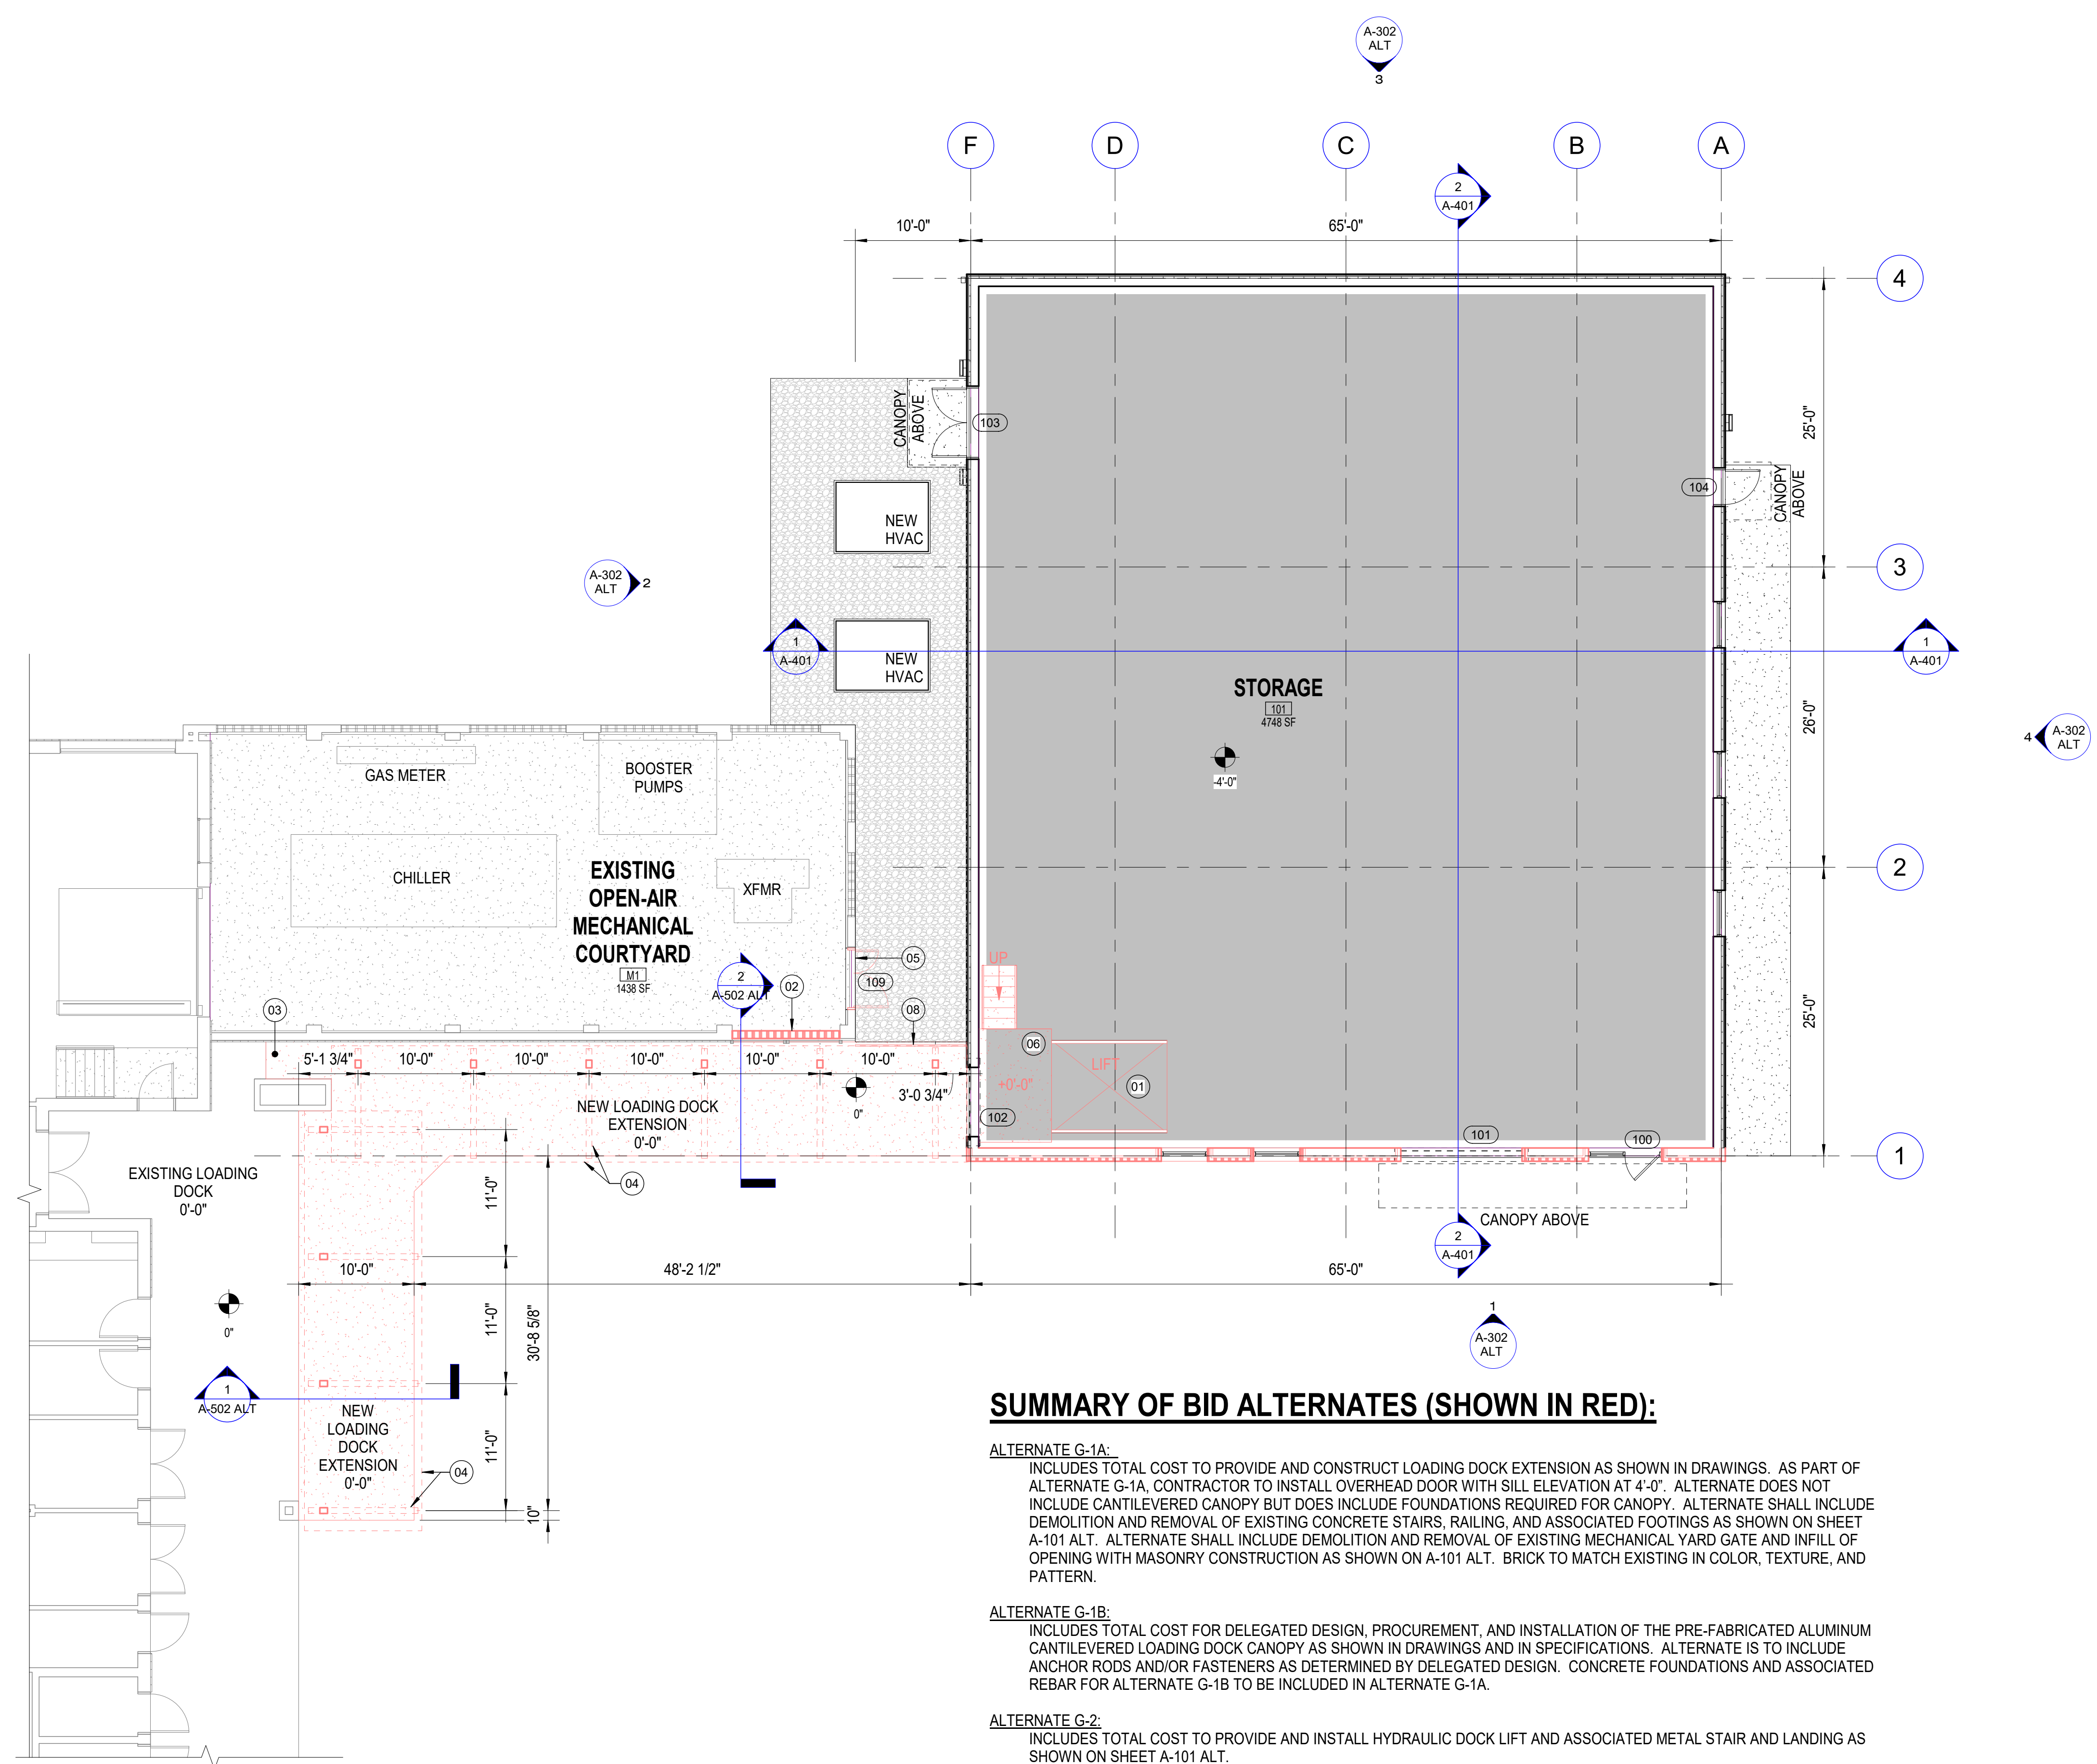 A-302
ALT
3
F
D
C
B
A
2
A-401
10'-0"
65'-0"
4
CANOPY
ABOVE
103
25'-0"
104
CANOPY
ABOVE
NEW
HVAC
3
A-302
ALT
2
1
A-401
NEW
HVAC
1
A-401
STORAGE
101
4748 SF
-4'-0"
26'-0"
4
A-302
ALT
GAS METER
BOOSTER
PUMPS
CHILLER
XFMR
EXISTING
OPEN-AIR
MECHANICAL
COURTYARD
M1
1438 SF
2
2
A-502 ALT
02
05
109
UP
03
08
25'-0"
5'-1 3/4"
10'-0"
10'-0"
10'-0"
10'-0"
10'-0"
3'-0 3/4"
06
LIFT
+0'-0"
01
0"
NEW LOADING DOCK
EXTENSION
0'-0"
102
101
100
1
EXISTING LOADING
DOCK
0'-0"
04
11'-0"
CANOPY ABOVE
2
A-401
10'-0"
48'-2 1/2"
65'-0"
0"
11'-0"
30'-8 5/8"
1
A-302
ALT
1
A-502 ALT
NEW
LOADING
DOCK
EXTENSION
0'-0"
11'-0"
04
10"
SUMMARY OF BID ALTERNATES (SHOWN IN RED):
ALTERNATE G-1A:
INCLUDES TOTAL COST TO PROVIDE AND CONSTRUCT LOADING DOCK EXTENSION AS SHOWN IN DRAWINGS. AS PART OF
ALTERNATE G-1A, CONTRACTOR TO INSTALL OVERHEAD DOOR WITH SILL ELEVATION AT 4'-0". ALTERNATE DOES NOT
INCLUDE CANTILEVERED CANOPY BUT DOES INCLUDE FOUNDATIONS REQUIRED FOR CANOPY. ALTERNATE SHALL INCLUDE
DEMOLITION AND REMOVAL OF EXISTING CONCRETE STAIRS, RAILING, AND ASSOCIATED FOOTINGS AS SHOWN ON SHEET
A-101 ALT. ALTERNATE SHALL INCLUDE DEMOLITION AND REMOVAL OF EXISTING MECHANICAL YARD GATE AND INFILL OF
OPENING WITH MASONRY CONSTRUCTION AS SHOWN ON A-101 ALT. BRICK TO MATCH EXISTING IN COLOR, TEXTURE, AND
PATTERN.
ALTERNATE G-1B:
INCLUDES TOTAL COST FOR DELEGATED DESIGN, PROCUREMENT, AND INSTALLATION OF THE PRE-FABRICATED ALUMINUM
CANTILEVERED LOADING DOCK CANOPY AS SHOWN IN DRAWINGS AND IN SPECIFICATIONS. ALTERNATE IS TO INCLUDE
ANCHOR RODS AND/OR FASTENERS AS DETERMINED BY DELEGATED DESIGN. CONCRETE FOUNDATIONS AND ASSOCIATED
REBAR FOR ALTERNATE G-1B TO BE INCLUDED IN ALTERNATE G-1A.
ALTERNATE G-2:
INCLUDES TOTAL COST TO PROVIDE AND INSTALL HYDRAULIC DOCK LIFT AND ASSOCIATED METAL STAIR AND LANDING AS
SHOWN ON SHEET A-101 ALT.